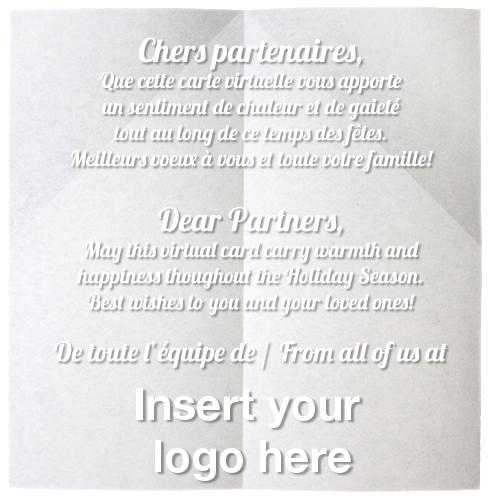 Chers partenaires,
Que cette carte virtuelle vous apporte
un sentiment de chaleur et de gaieté
tout au long de ce temps des fêtes.
Meilleurs voeux à vous et toute votre famille!
Dear Partners,
May this virtual card carry warmth and
happiness thoughout the Holiday Season.
Best wishes to you and your loved ones!
De toute l'équipe de / From all of us at
Insert your
logo here